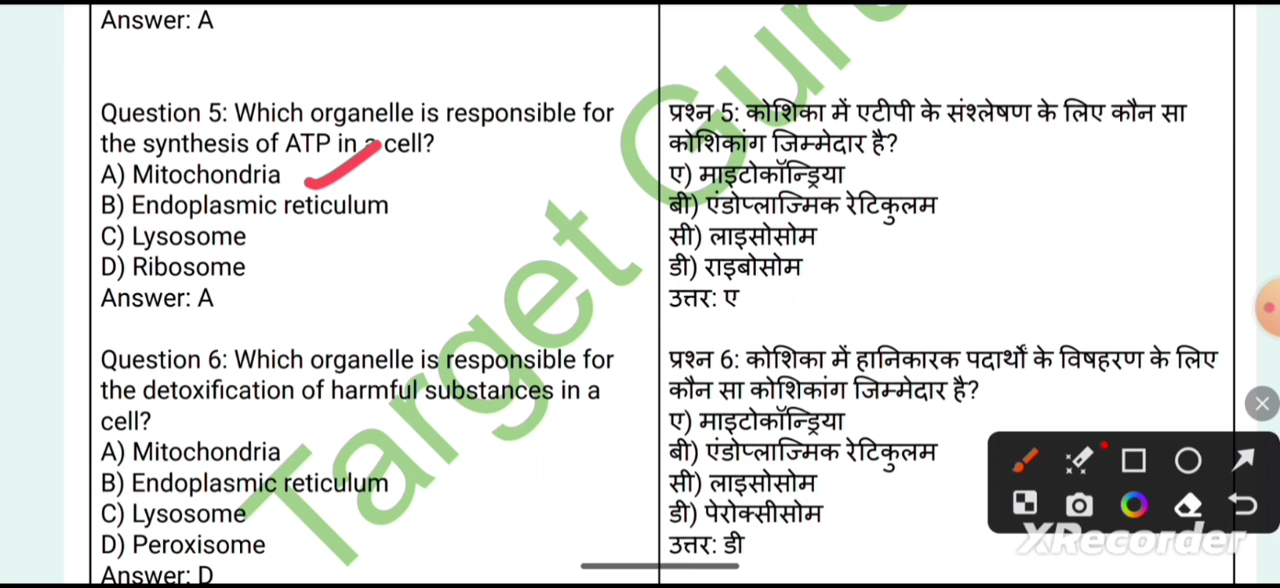 Answer: A
Question 5: Which organelle is responsible for
the synthesis of ATP in a cell?
A) Mitochondria
B) Endoplasmic reticulum
C) Lysosome
D) Ribosome
Answer: A
Question 6: Which organelle is responsible for
the detoxification of harmful substances in a
cell?
A) Mitochondria
B) Endoplasmic reticulum
C) Lysosome
D) Peroxisome
Answer: D
प्रश्न 5: कोशिका में एटीपी के संश्लेषण के लिए कौन सा
कोशिकांग जिम्मेदार है?
ए) माइटोकॉन्ड्रिया
बी) एंडोप्लाज्मिक रेटिकुलम
सी) लाइसोसोम
डी) राइबोसोम
उत्तर: ए
प्रश्न 6: कोशिका में हानिकारक पदार्थों के विषहरण के लिए
कौन सा कोशिकांग जिम्मेदार है?
ए) माइटोकॉन्ड्रिया
बी) एंडोप्लाज्मिक रेटिकुलम
सी) लाइसोसोम
डी) पेरोक्सीसोम
उत्तर: डी
Target Guru
XRecorder